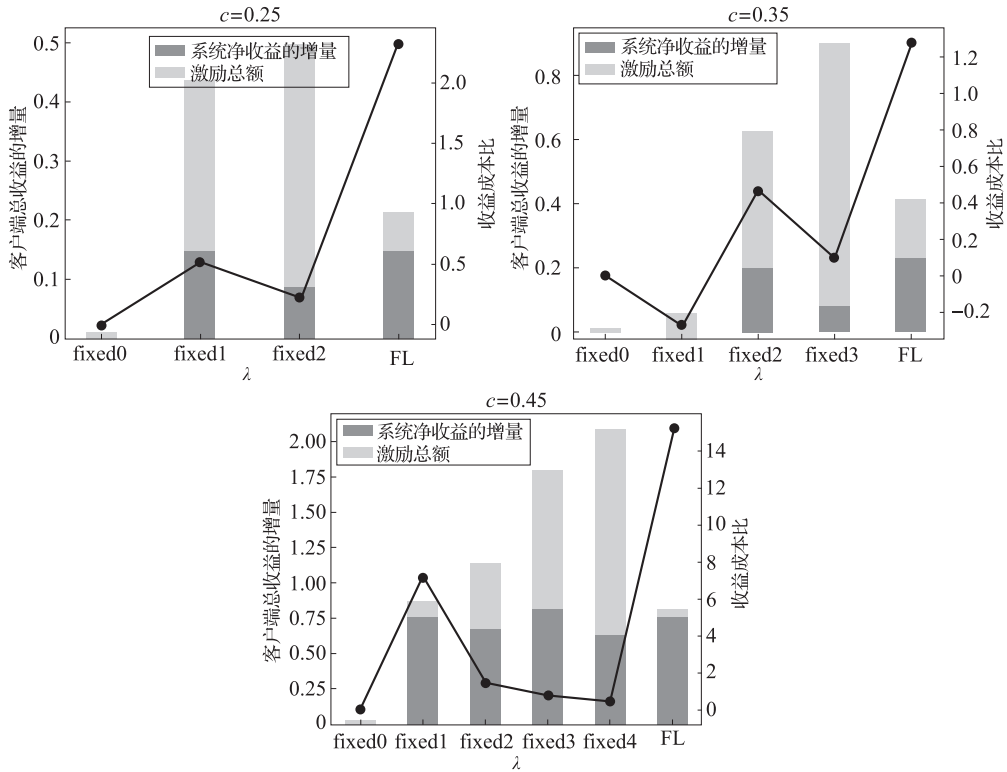 c=0.25
系统净收益的增量
激励总额
客户端总收益的增量
0.5
0.4
0.3
0.2
0.1
0
收益成本比
2.0
1.5
1.0
0.5
0
fixed0 fixed1 fixed2 FL
λ
c=0.35
系统净收益的增量
激励总额
客户端总收益的增量
0.8
0.6
0.4
0.2
0
收益成本比
1.2
1.0
0.8
0.6
0.4
0.2
0
−0.2
fixed0 fixed1 fixed2 fixed3 FL
λ
c=0.45
系统净收益的增量
激励总额
客户端总收益的增量
2.00
1.75
1.50
1.25
1.00
0.75
0.50
0.25
0
收益成本比
14
12
10
8
6
4
2
0
fixed0 fixed1 fixed2 fixed3 fixed4 FL
λ